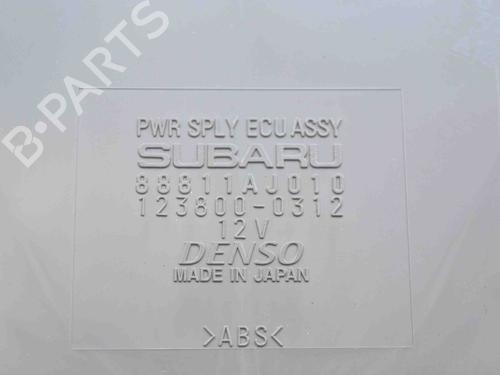 B-PARTS
PWR SPLY ECU ASSY
SUBARU
88811AJ010
123800-0312
12V
DENSO
MADE IN JAPAN
>ABS<